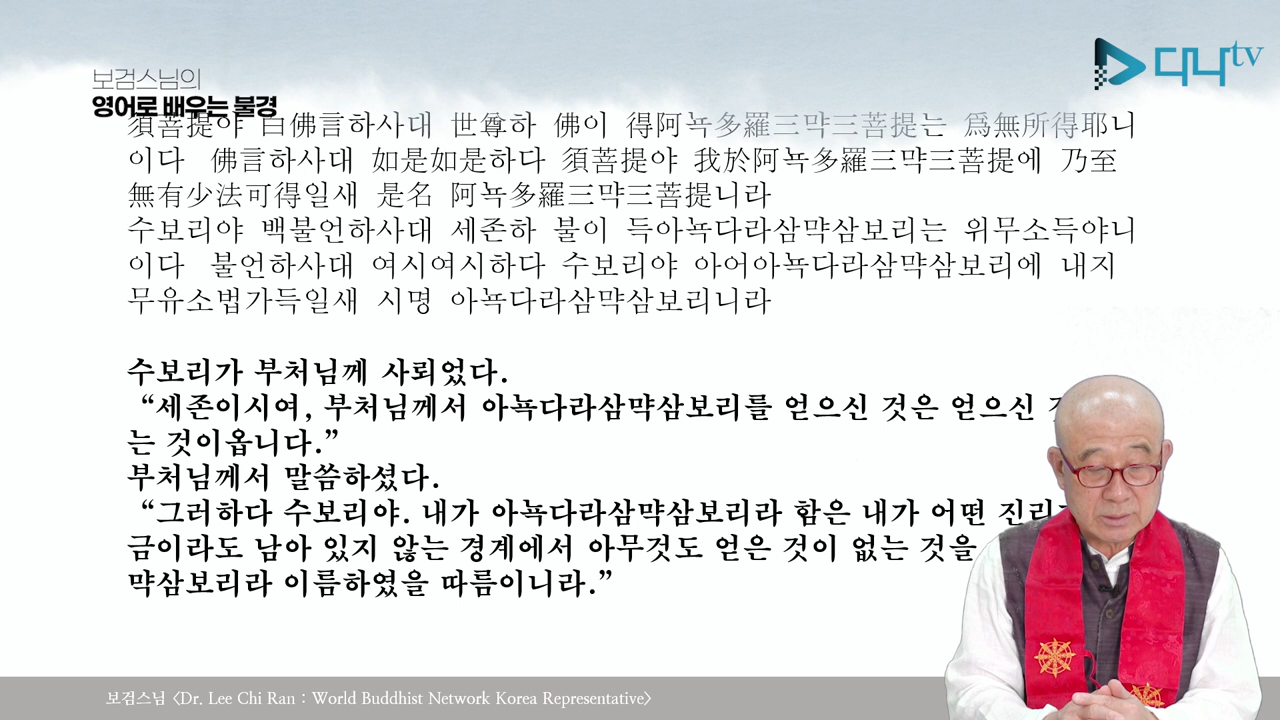 다나tv
보검스님의
영어로 배우는 불경
須菩提야 白佛言하사대 世尊하 佛이 得阿뇩多羅三먁三菩提는 爲無所得耶니
이다 佛言하사대 如是如是하다 須菩提야 我於阿뇩多羅三먁三菩提에 乃至
無有少法可得일새 是名 阿뇩多羅三먁三菩提니라
수보리야 백불언하사대 세존하 불이 득아뇩다라삼먁삼보리는 위무소득야니
이다 불언하사대 여시여시하다 수보리야 아어아뇩다라삼먁삼보리에 내지
무유소법가득일새 시명 아뇩다라삼먁삼보리니라
수보리가 부처님께 사뢰었다.
“세존이시여, 부처님께서 아뇩다라삼먁삼보리를 얻으신 것은 얻으신
는 것이옵니다.”
부처님께서 말씀하셨다.
“그러하다 수보리야. 내가 아뇩다라삼먁삼보리라 함은 내가 어떤
금이라도 남아 있지 않는 경계에서 아무것도 얻은 것이 없는 것을
먁삼보리라 이름하였을 따름이니라.”
보검스님 <Dr. Lee Chi Ran : World Buddhist Network Korea Representative>